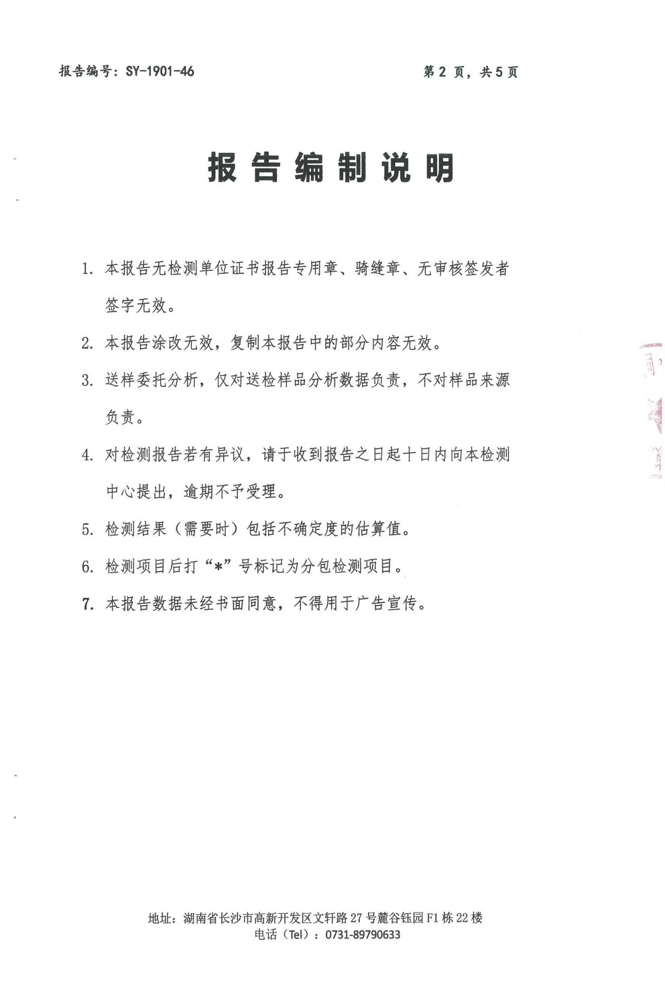 报告编号：SY-1901-46
第 2 页，共 5 页
报告编制说明
1. 本报告无检测单位证书报告专用章、骑缝章、无审核签发者
签字无效。
2. 本报告涂改无效，复制本报告中的部分内容无效。
3. 送样委托分析，仅对送检样品分析数据负责，不对样品来源
负责。
4. 对检测报告若有异议，请于收到报告之日起十日内向本检测
中心提出，逾期不予受理。
5. 检测结果（需要时）包括不确定度的估算值。
6. 检测项目后打“*”号标记为分包检测项目。
7. 本报告数据未经书面同意，不得用于广告宣传。
地址：湖南省长沙市高新开发区文轩路 27 号麓谷钰园 F1 栋 22 楼
电话（Tel）：0731-89790633